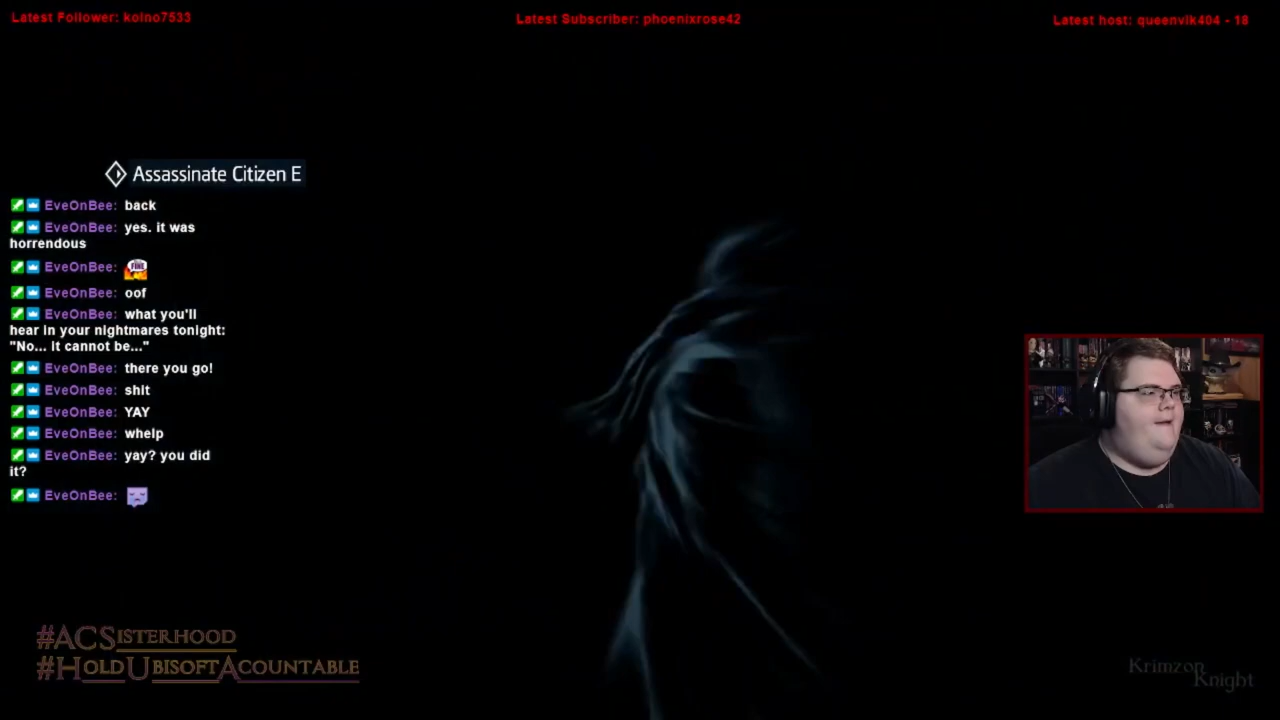 Latest Follower: kolno7533
Latest Subscriber: phoenixrose42
Latest host: queenvik404 - 18
Assassinate Citizen E
EveOnBee: back
EveOnBee: yes. it was
horrendous
EveOnBee:
EveOnBee: oof
EveOnBee: what you'll
hear in your nightmares tonight:
"No... It cannot be..."
EveOnBee: there you go!
EveOnBee: shit
EveOnBee: YAY
EveOnBee: whelp
EveOnBee: yay? you did
it?
EveOnBee:
#ACSisterhood
#HoldUbisoftAcountable
Krimzon
Knight